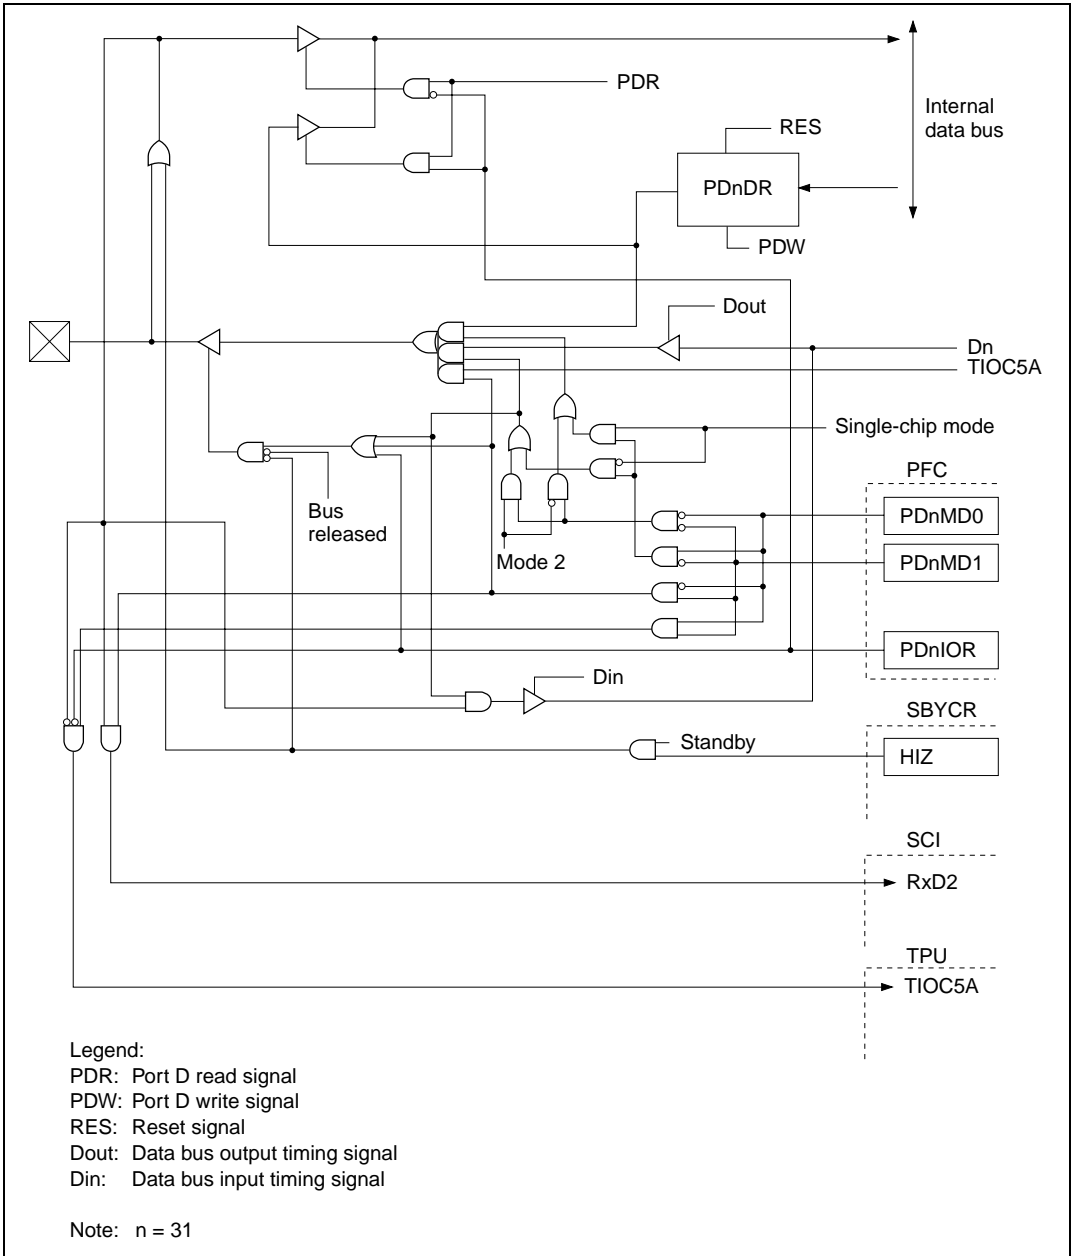 PDR
Internal
data bus
RES
PDnDR
PDW
Dout
Dn
TIOC5A
Single-chip mode
PFC
PDnMD0
Bus
released
Mode 2
PDnMD1
PDnIOR
Din
SBYCR
Standby
HIZ
SCI
RxD2
TPU
TIOC5A
Legend:
PDR: Port D read signal
PDW: Port D write signal
RES: Reset signal
Dout: Data bus output timing signal
Din: Data bus input timing signal
Note: n = 31